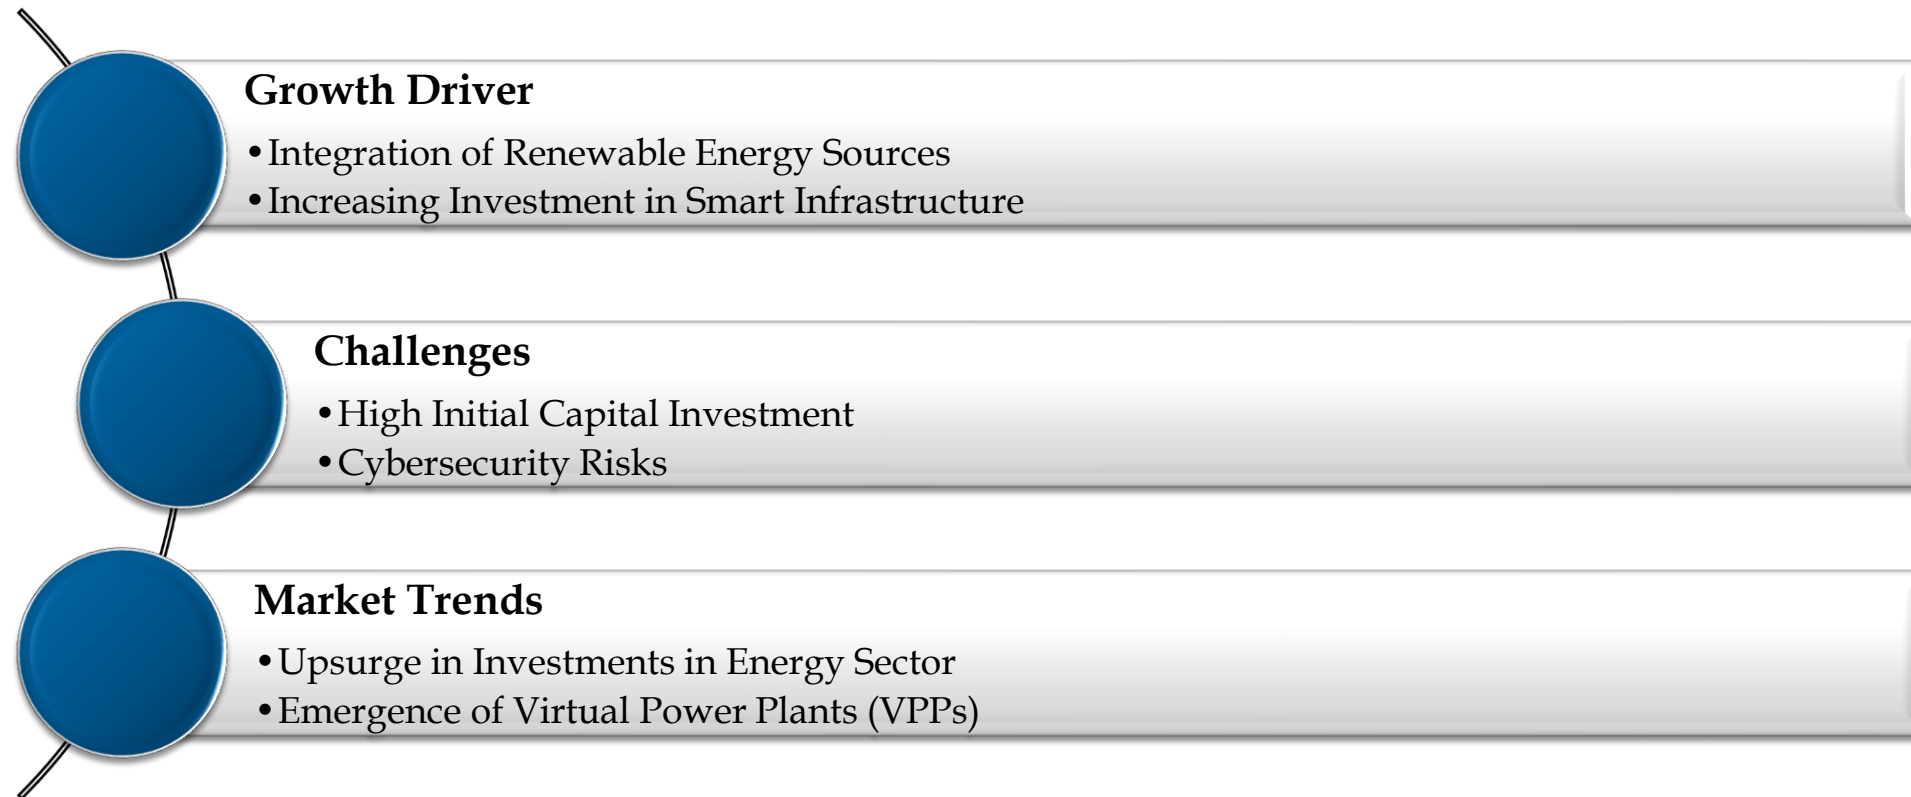 Growth Driver
•Integration of Renewable Energy Sources
•Increasing Investment in Smart Infrastructure
Challenges
•High Initial Capital Investment
•Cybersecurity Risks
Market Trends
•Upsurge in Investments in Energy Sector
•Emergence of Virtual Power Plants (VPPs)